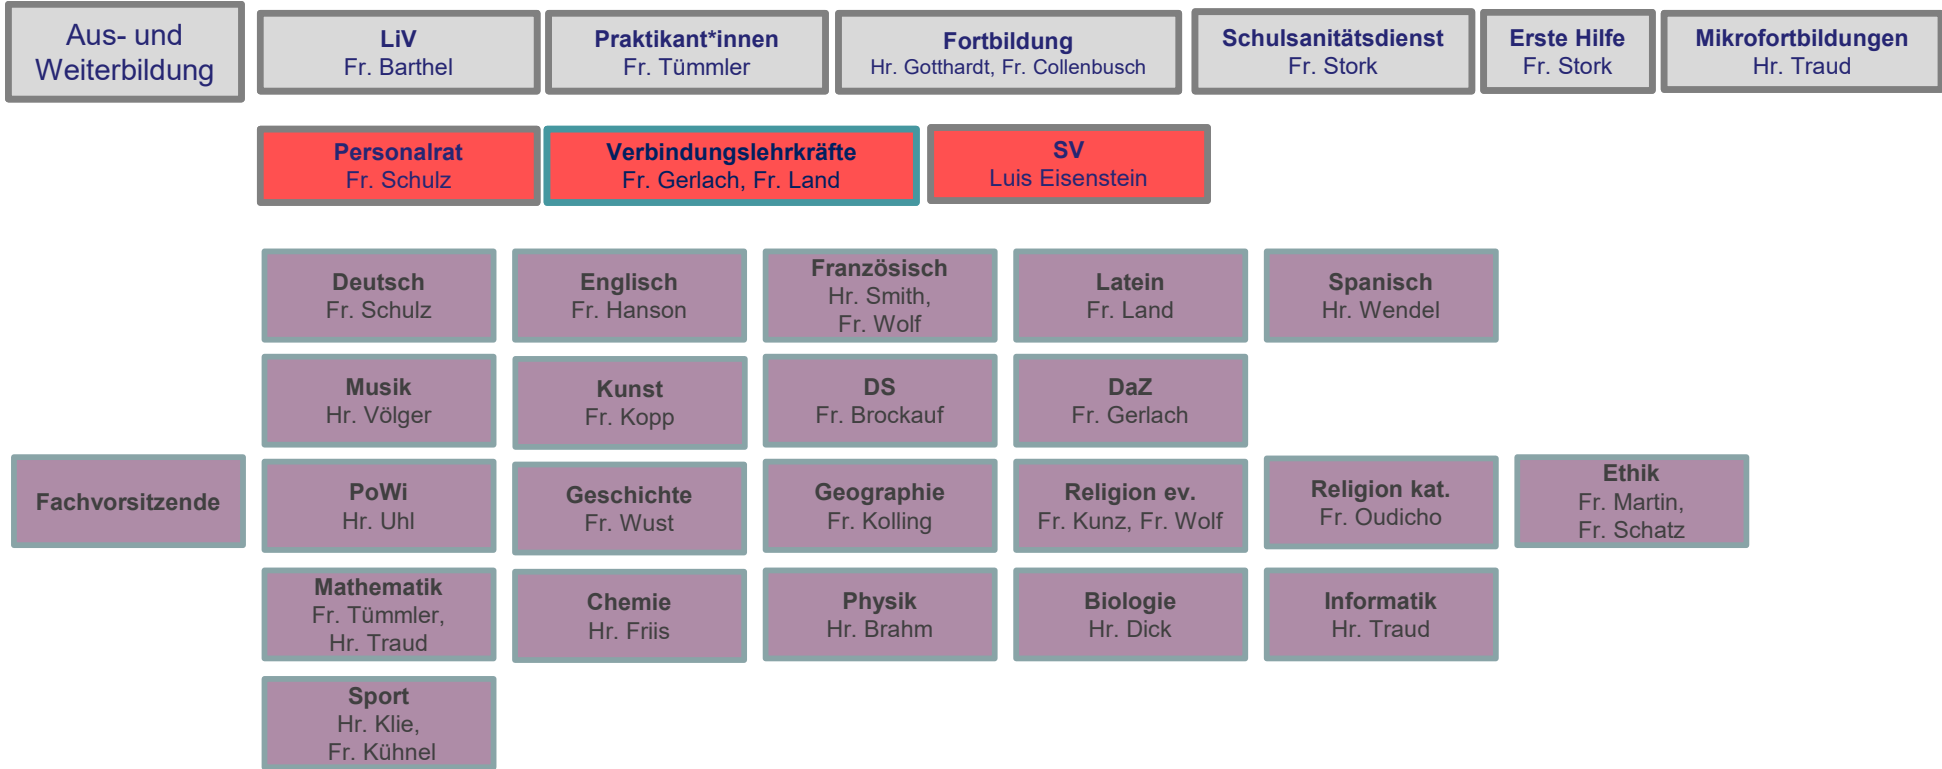 Aus- und
Weiterbildung
LiV
Fr. Barthel
Praktikant*innen
Fr. Tümmler
Fortbildung
Hr. Gotthardt, Fr. Collenbusch
Schulsanitätsdienst
Fr. Stork
Erste Hilfe
Fr. Stork
Mikrofortbildungen
Hr. Traud
Personalrat
Fr. Schulz
Verbindungslehrkräfte
Fr. Gerlach, Fr. Land
SV
Luis Eisenstein
Deutsch
Fr. Schulz
Englisch
Fr. Hanson
Französisch
Hr. Smith,
Fr. Wolf
Latein
Fr. Land
Spanisch
Hr. Wendel
Musik
Hr. Völger
Kunst
Fr. Kopp
DS
Fr. Brockauf
DaZ
Fr. Gerlach
Fachvorsitzende
PoWi
Hr. Uhl
Geschichte
Fr. Wust
Geographie
Fr. Kolling
Religion ev.
Fr. Kunz, Fr. Wolf
Religion kat.
Fr. Oudicho
Ethik
Fr. Martin,
Fr. Schatz
Mathematik
Fr. Tümmler,
Hr. Traud
Chemie
Hr. Friis
Physik
Hr. Brahm
Biologie
Hr. Dick
Informatik
Hr. Traud
Sport
Hr. Klie,
Fr. Kühnel